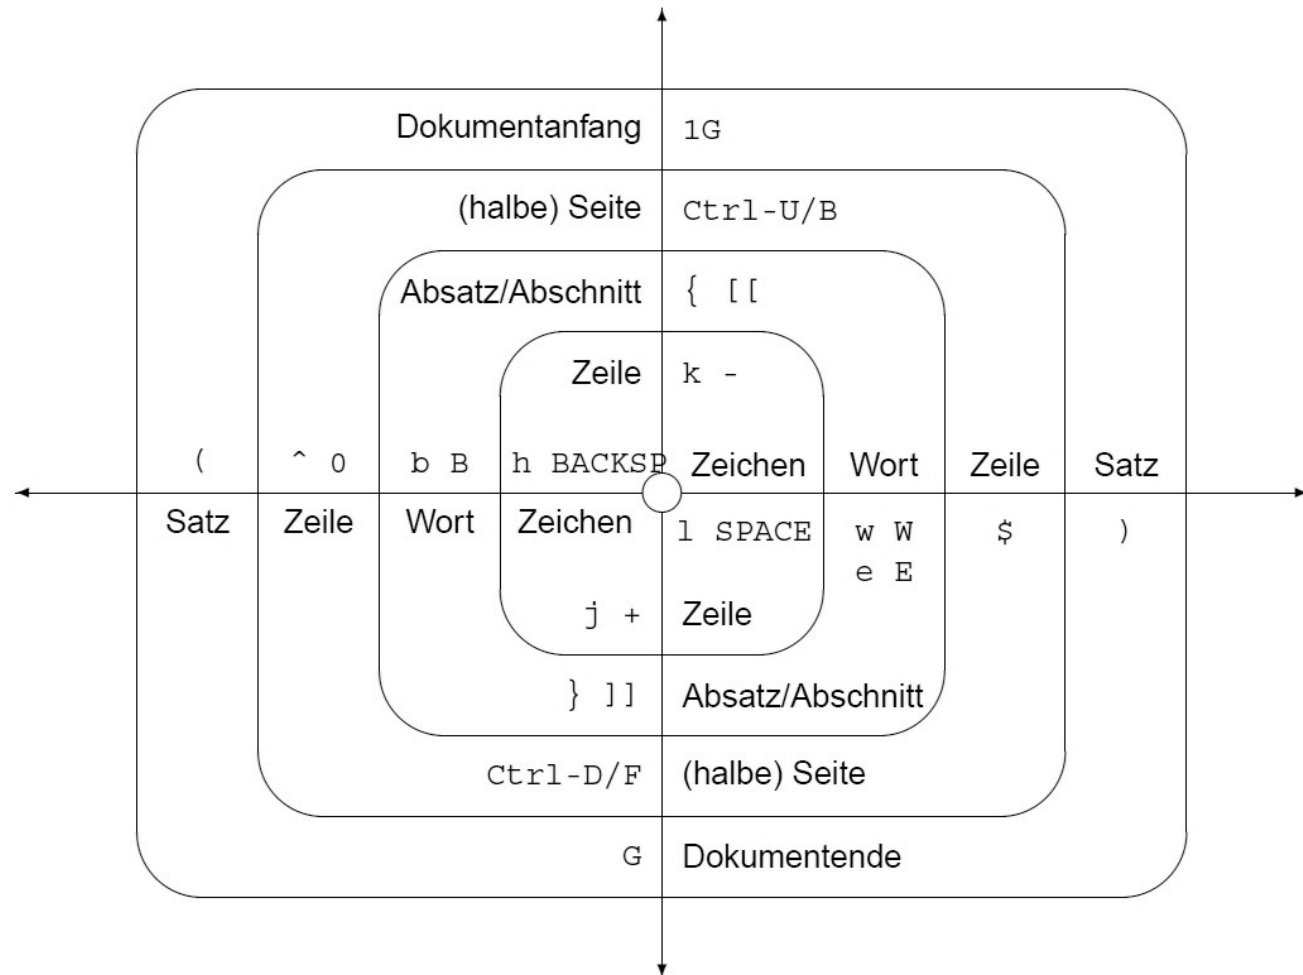 Dokumentanfang 1G
(halbe) Seite Ctrl-U/B
Absatz/Abschnitt { [[
Zeile k -
( ^ 0 b B h BACKSP Zeichen Wort Zeile Satz
Satz Zeile Wort Zeichen l SPACE w W $ )
e E
j + Zeile
} ]] Absatz/Abschnitt
Ctrl-D/F (halbe) Seite
G Dokumentende